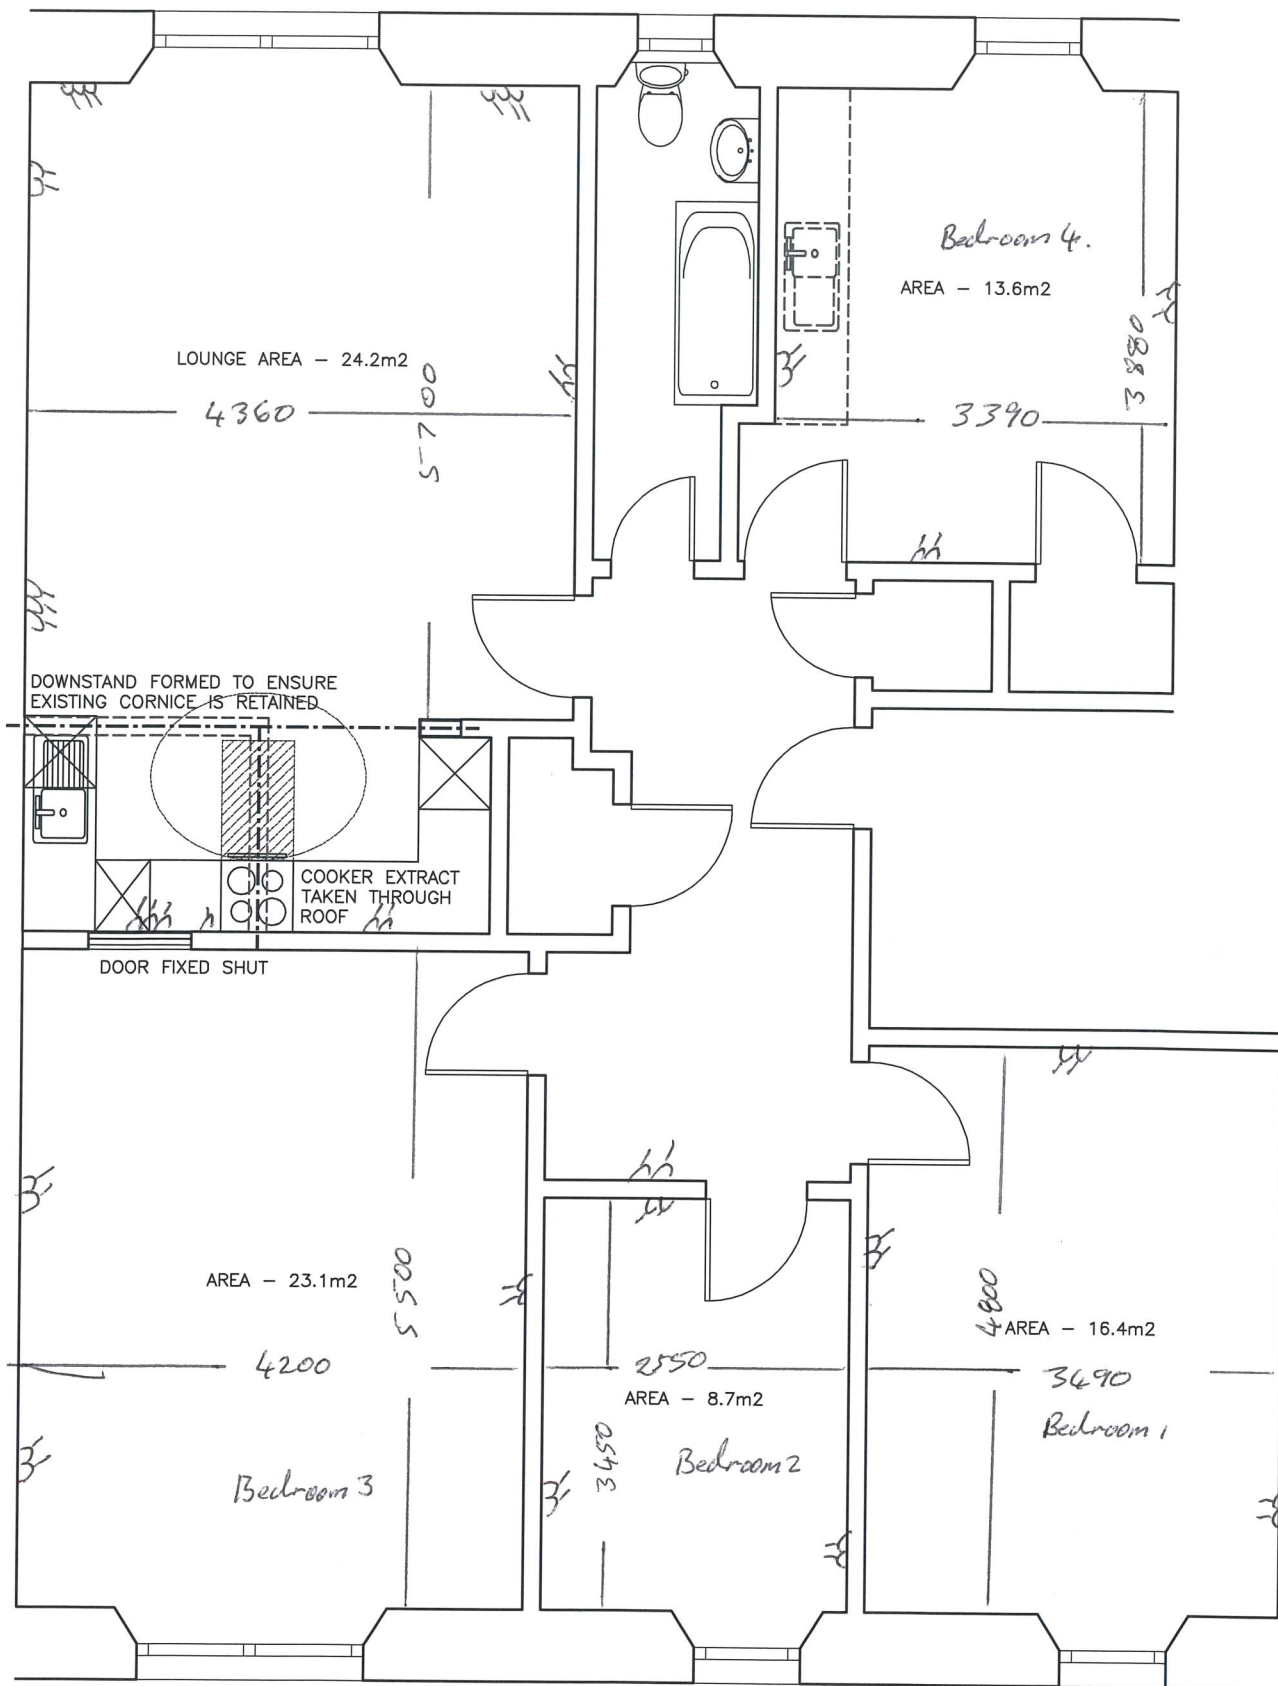 Bedroom 4.
AREA – 13.6m2
3880
3390
LOUNGE AREA – 24.2m2
4360
5700
DOWNSTAND FORMED TO ENSURE
EXISTING CORNICE IS RETAINED
COOKER EXTRACT
TAKEN THROUGH
ROOF
DOOR FIXED SHUT
AREA – 23.1m2
5500
4200
Bedroom 3
2550
AREA – 8.7m2
3450
Bedroom 2
4800
AREA – 16.4m2
3490
Bedroom 1